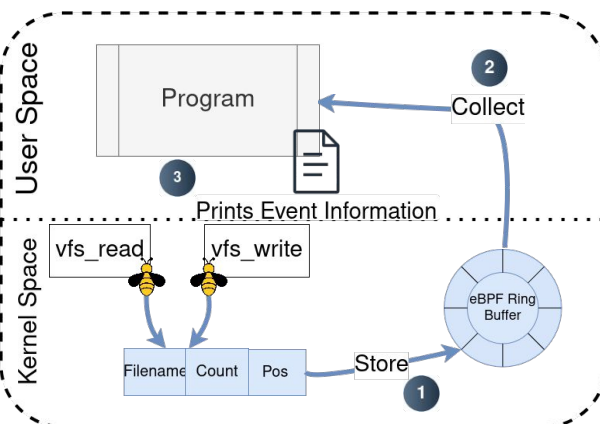 User Space
Program
2
Collect
3
Prints Event Information
Kernel Space
vfs_read
vfs_write
eBPF Ring
Buffer
Filename
Count
Pos
Store
1